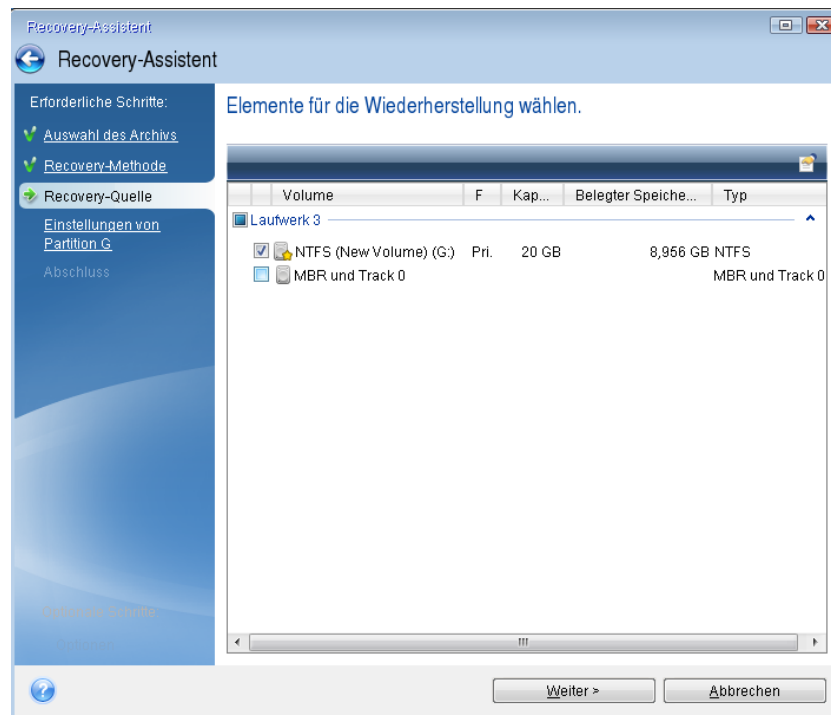 Recovery-Assistent
Recovery-Assistent
Erforderliche Schritte:
Auswahl des Archivs
Recovery-Methode
Recovery-Quelle
Einstellungen von
Partition G
Abschluss
Elemente für die Wiederherstellung wählen.
Volume F Kap... Belegter Speiche... Typ
Laufwerk 3
NTFS (New Volume) (G:) Pri. 20 GB 8,956 GB NTFS
MBR und Track 0 MBR und Track 0
Weiter > Abbrechen